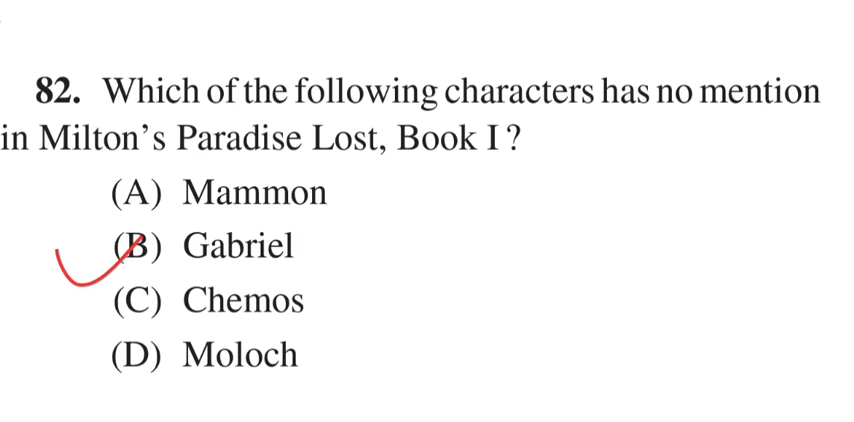 82. Which of the following characters has no mention
in Milton's Paradise Lost, Book I ?
(A) Mammon
(B) Gabriel
(C) Chemos
(D) Moloch